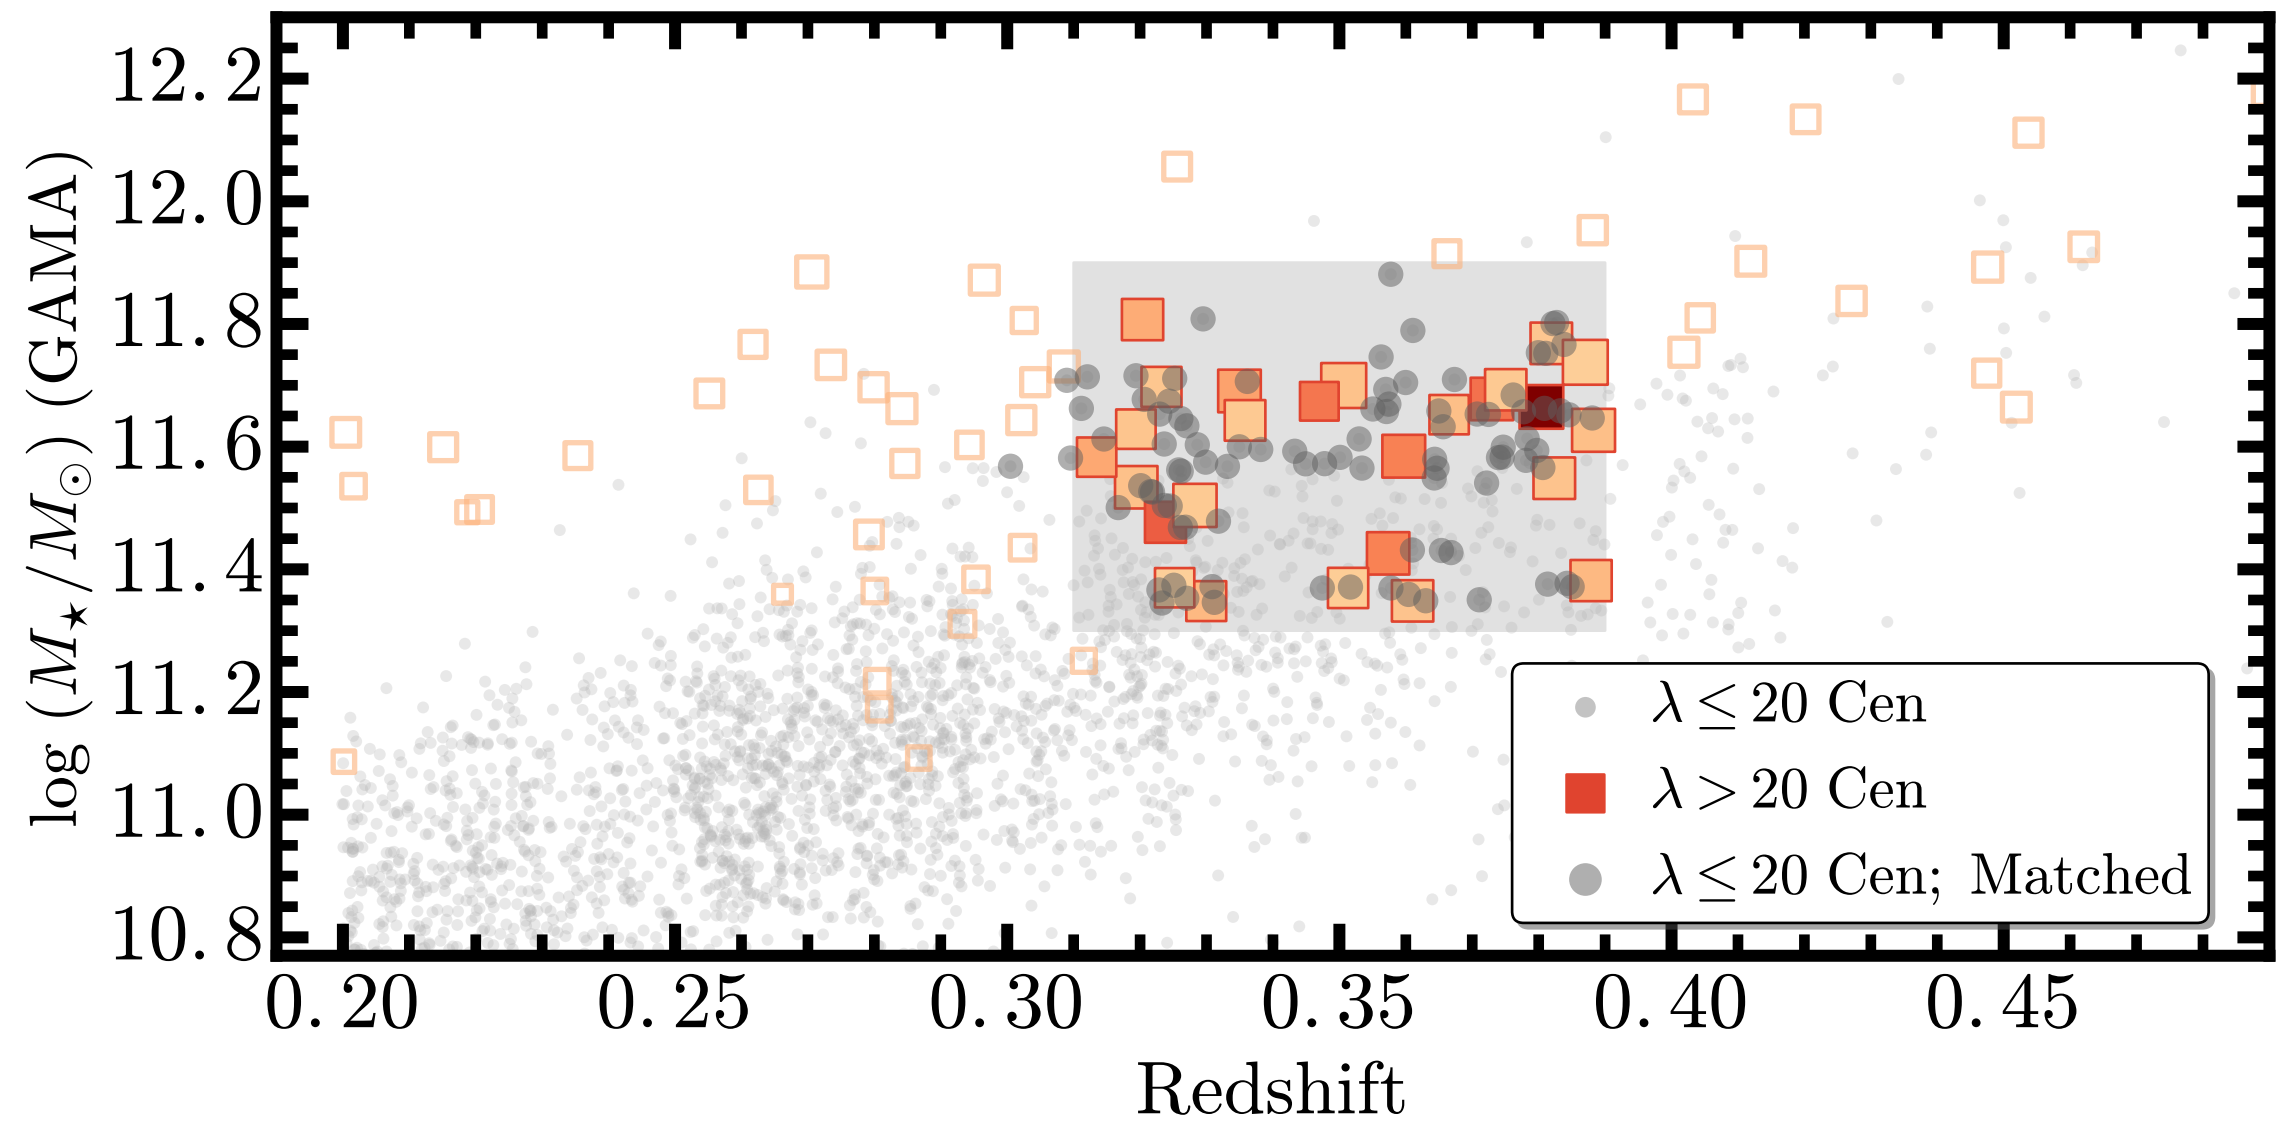 log (M★/M⊙) (GAMA)
12.2
12.0
11.8
11.6
11.4
11.2
11.0
10.8
λ ≤ 20 Cen
λ > 20 Cen
λ ≤ 20 Cen; Matched
0.20 0.25 0.30 0.35 0.40 0.45
Redshift